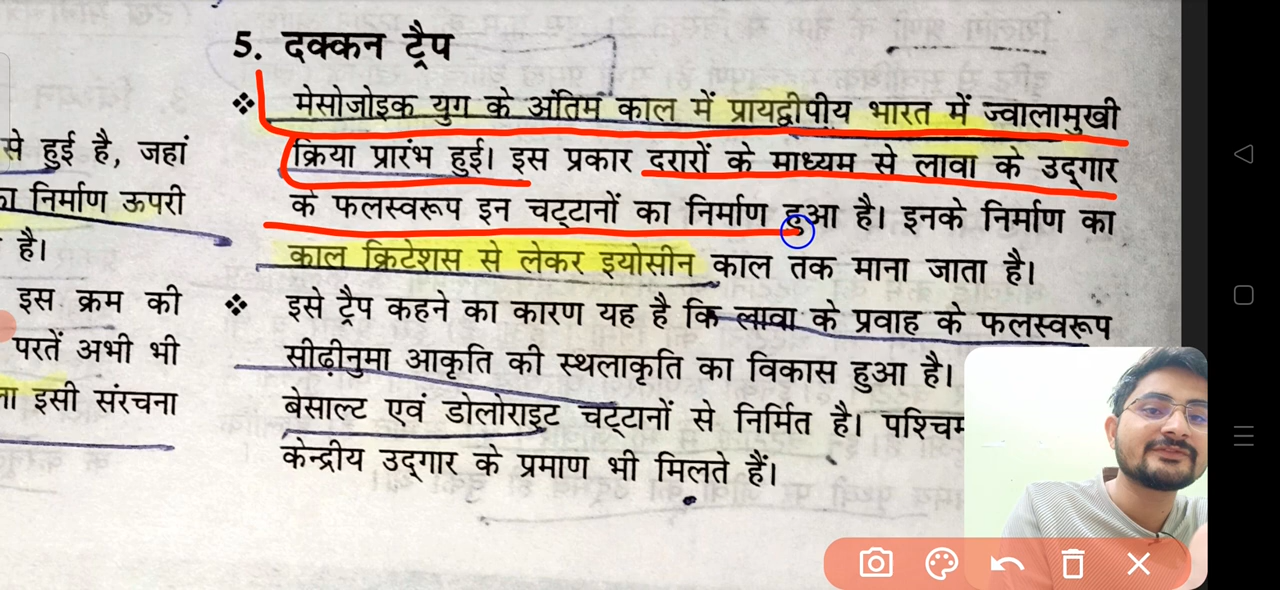 5. दक्कन ट्रैप
❖ मेसोजोइक युग के अंतिम काल में प्रायद्वीपीय भारत में ज्वालामुखी
क्रिया प्रारंभ हुई। इस प्रकार दरारों के माध्यम से लावा के उद्गार
के फलस्वरूप इन चट्टानों का निर्माण हुआ है। इनके निर्माण का
काल क्रिटेशस से लेकर इयोसीन काल तक माना जाता है।
❖ इसे ट्रैप कहने का कारण यह है कि लावा के प्रवाह के फलस्वरूप
सीढ़ीनुमा आकृति की स्थलाकृति का विकास हुआ है।
बेसाल्ट एवं डोलोराइट चट्टानों से निर्मित है। पश्चिम
केन्द्रीय उद्गार के प्रमाण भी मिलते हैं।
से हुई है, जहां
निर्माण ऊपरी
है।
इस क्रम की
परतें अभी भी
इसी संरचना